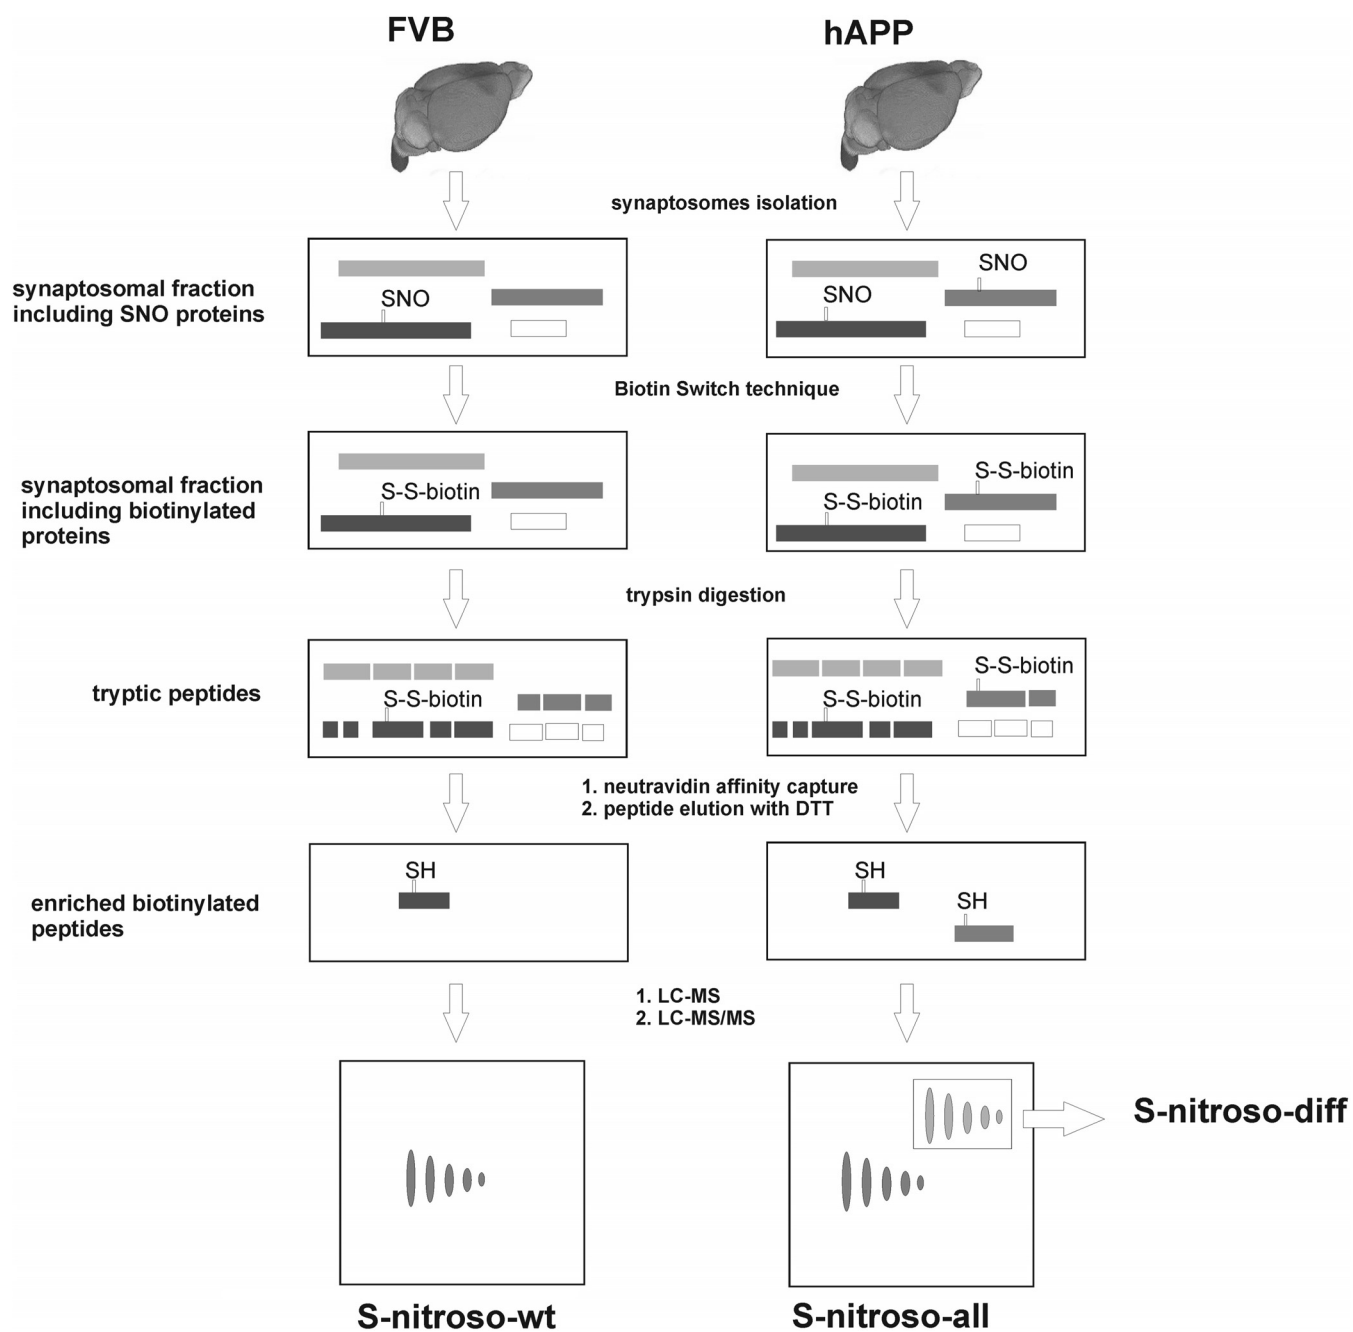 FVB
hAPP
synaptosomes isolation
synaptosomal fraction
including SNO proteins
SNO
SNO
SNO
Biotin Switch technique
synaptosomal fraction
including biotinylated
proteins
S-S-biotin
S-S-biotin
S-S-biotin
trypsin digestion
tryptic peptides
S-S-biotin
S-S-biotin
S-S-biotin
1. neutravidin affinity capture
2. peptide elution with DTT
enriched biotinylated
peptides
SH
SH
SH
1. LC-MS
2. LC-MS/MS
S-nitroso-diff
S-nitroso-wt
S-nitroso-all